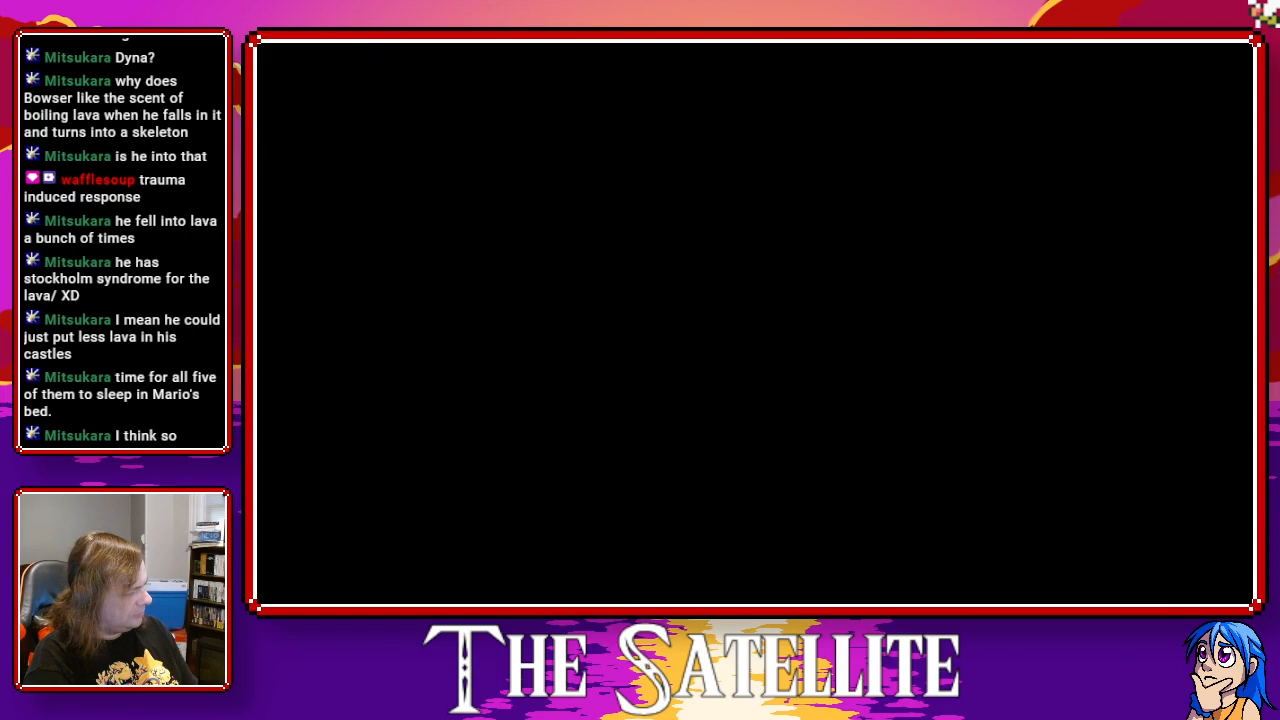 Mitsukara Dyna?
Mitsukara why does
Bowser like the scent of
boiling lava when he falls in it
and turns into a skeleton
Mitsukara is he into that
wafflesoup trauma
induced response
Mitsukara he fell into lava
a bunch of times
Mitsukara he has
stockholm syndrome for the
lava/ XD
Mitsukara I mean he could
just put less lava in his
castles
Mitsukara time for all five
of them to sleep in Mario's
bed.
Mitsukara I think so
THE SATELLITE